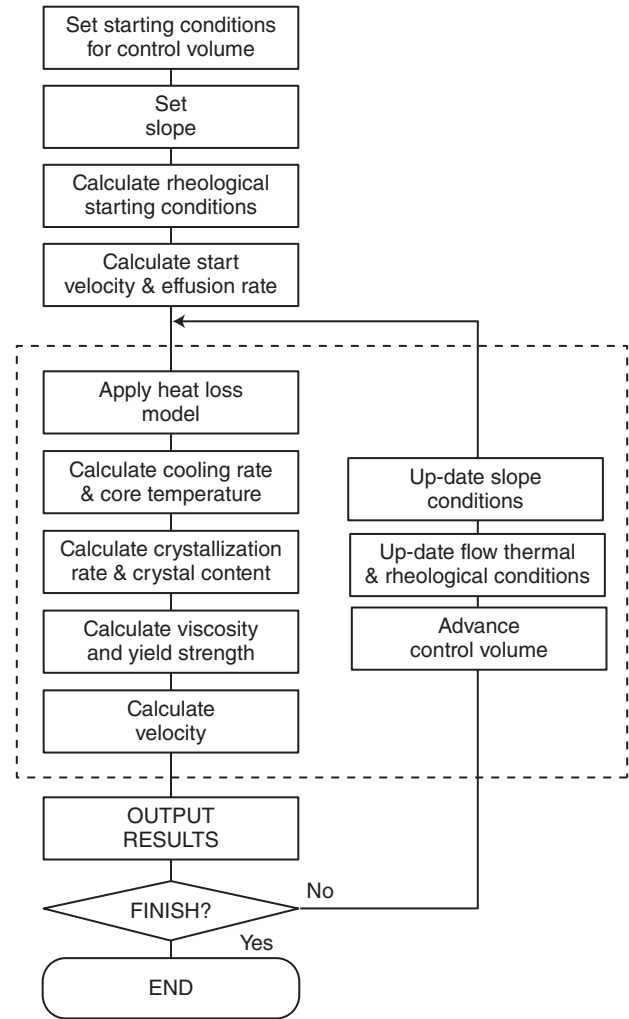 Set starting conditions
for control volume
Set
slope
Calculate rheological
starting conditions
Calculate start
velocity & effusion rate
Apply heat loss
model
Calculate cooling rate
& core temperature
Calculate crystallization
rate & crystal content
Calculate viscosity
and yield strength
Calculate
velocity
OUTPUT
RESULTS
FINISH?
No
Yes
END
Up-date slope
conditions
Up-date flow thermal
& rheological conditions
Advance
control volume